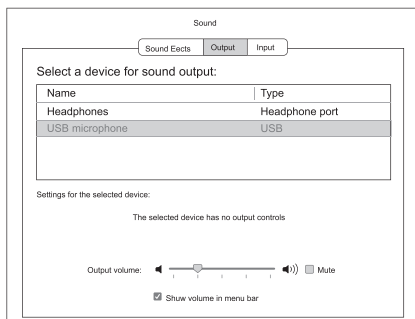 Sound
Sound Eects Output Input
Select a device for sound output:
Name Type
Headphones Headphone port
USB microphone USB
Settings for the selected device:
The selected device has no output controls
Output volume: Mute
Shuw volume in menu bar